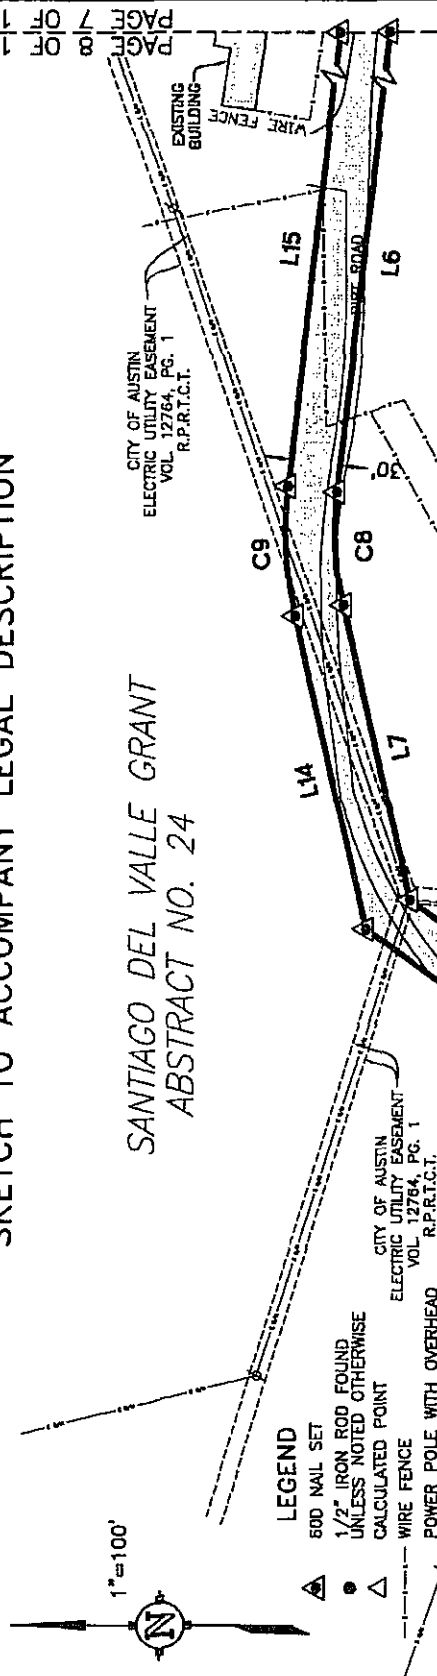 SKETCH TO ACCOMPANY LEGAL DESCRIPTION
PAGE 7 OF 1
PAGE 8 OF 1
1"=100'
N
SANTIAGO DEL VALLE GRANT
ABSTRACT NO. 24
CITY OF AUSTIN
ELECTRIC UTILITY EASEMENT
VOL. 12764, PG. 1
R.P.R.T.C.T.
EXISTING
BUILDING
WIRE FENCE
L15
DIRT ROAD
L6
C9
30'
C8
L14
L7
CITY OF AUSTIN
ELECTRIC UTILITY EASEMENT
VOL. 12764, PG. 1
R.P.R.T.C.T.
LEGEND
60D NAIL SET
1/2" IRON ROD FOUND
UNLESS NOTED OTHERWISE
CALCULATED POINT
WIRE FENCE
POWER POLE WITH OVERHEAD